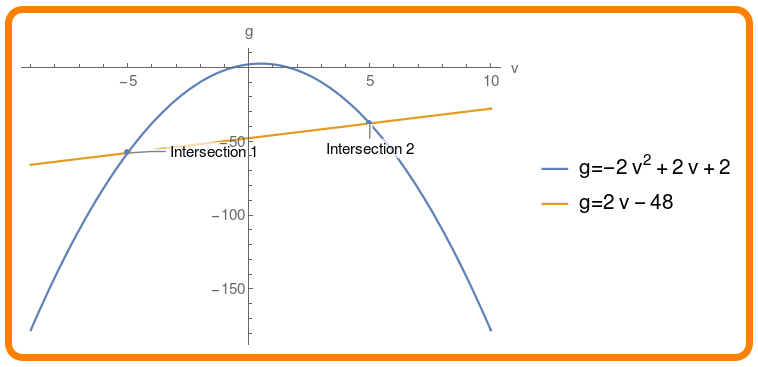 g
v
−5
5
10
−50
Intersection 1
Intersection 2
−100
−150
g=−2 v² + 2 v + 2
g=2 v − 48